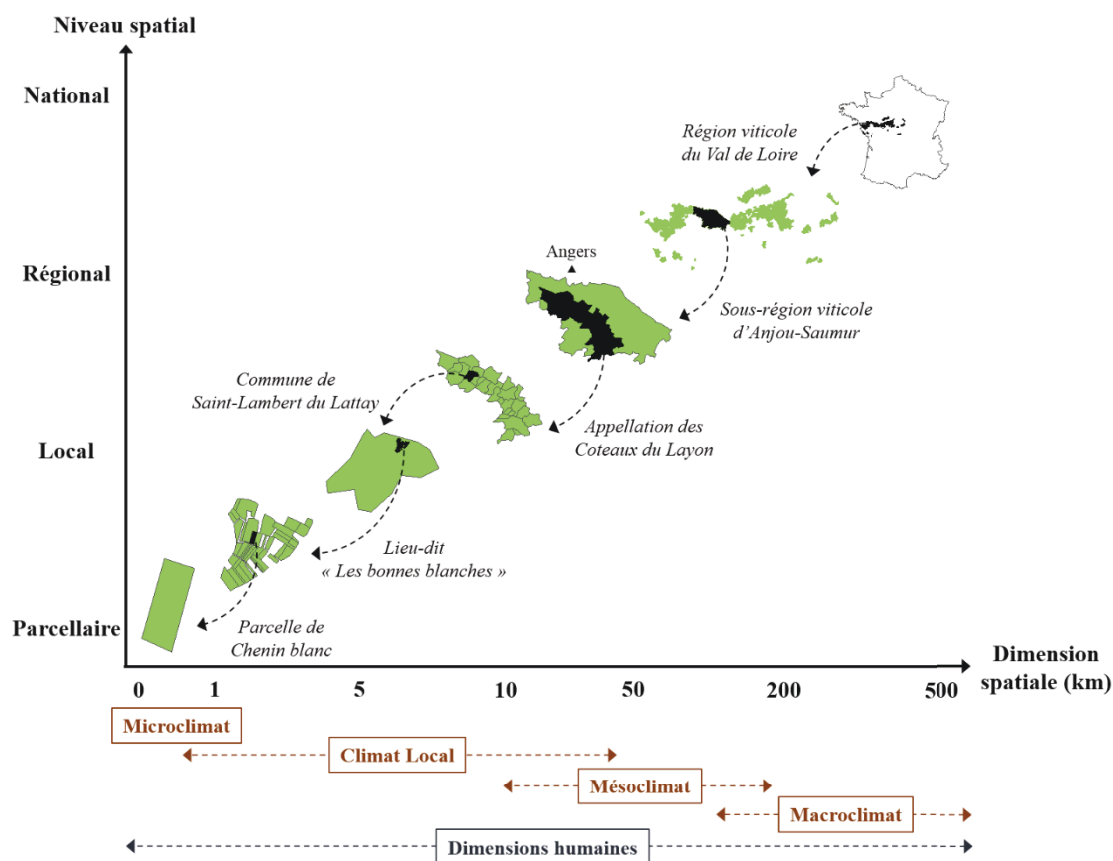 Niveau spatial
National
Région viticole
du Val de Loire
Angers
Régional
Sous-région viticole
d'Anjou-Saumur
Commune de
Saint-Lambert du Lattay
Appellation des
Coteaux du Layon
Local
Lieu-dit
« Les bonnes blanches »
Parcellaire
Parcelle de
Chenin blanc
Dimension
spatiale (km)
0 1 5 10 50 200 500
Microclimat
Climat Local
Mésoclimat
Macroclimat
Dimensions humaines